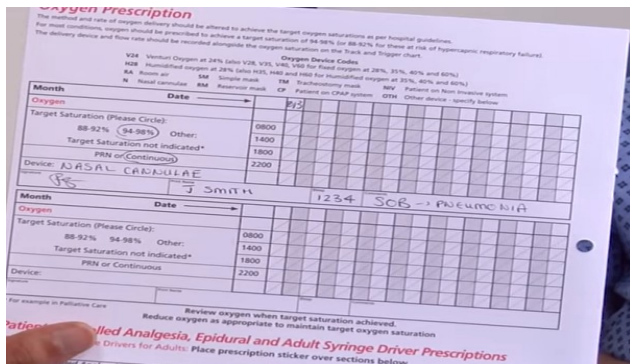 Oxygen Prescription
The method and rate of oxygen delivery should be altered to achieve the target oxygen saturations as per hospital guidelines.
For most conditions, oxygen should be prescribed to achieve a target saturation of 94-98% (or 88-92% for those at risk of hypercapnic respiratory failure).
The delivery device and flow rate should be recorded alongside the oxygen saturation on the Track and Trigger chart.
Oxygen Device Codes
V24 Venturi Oxygen at 24% (also V28, V35, V40, V60 for fixed oxygen at 28%, 35%, 40% and 60%)
H28 Humidified oxygen at 28% (also H35, H40 and H60 for Humidified oxygen at 35%, 40% and 60%)
RA Room air SM Simple mask TM Tracheostomy mask NIV Patient on Non Invasive system
N Nasal cannulae RM Reservoir mask CP Patient on CPAP system OTH Other device - specify below
Month Date
Oxygen
Target Saturation (Please Circle): 0800
88-92% 94-98% Other: 1400
Target Saturation not indicated* 1800
PRN or Continuous 2200
Device: NASAL CANNULAE
J SMITH 1234 SOB → PNEUMONIA
Month Date
Oxygen
Target Saturation (Please Circle): 0800
88-92% 94-98% Other: 1400
Target Saturation not indicated* 1800
PRN or Continuous 2200
Device:
For example in Palliative Care
Review oxygen when target saturation achieved.
Reduce oxygen as appropriate to maintain target oxygen saturation
lled Analgesia, Epidural and Adult Syringe Driver Prescriptions
Drivers for Adults: Place prescription sticker over sections below